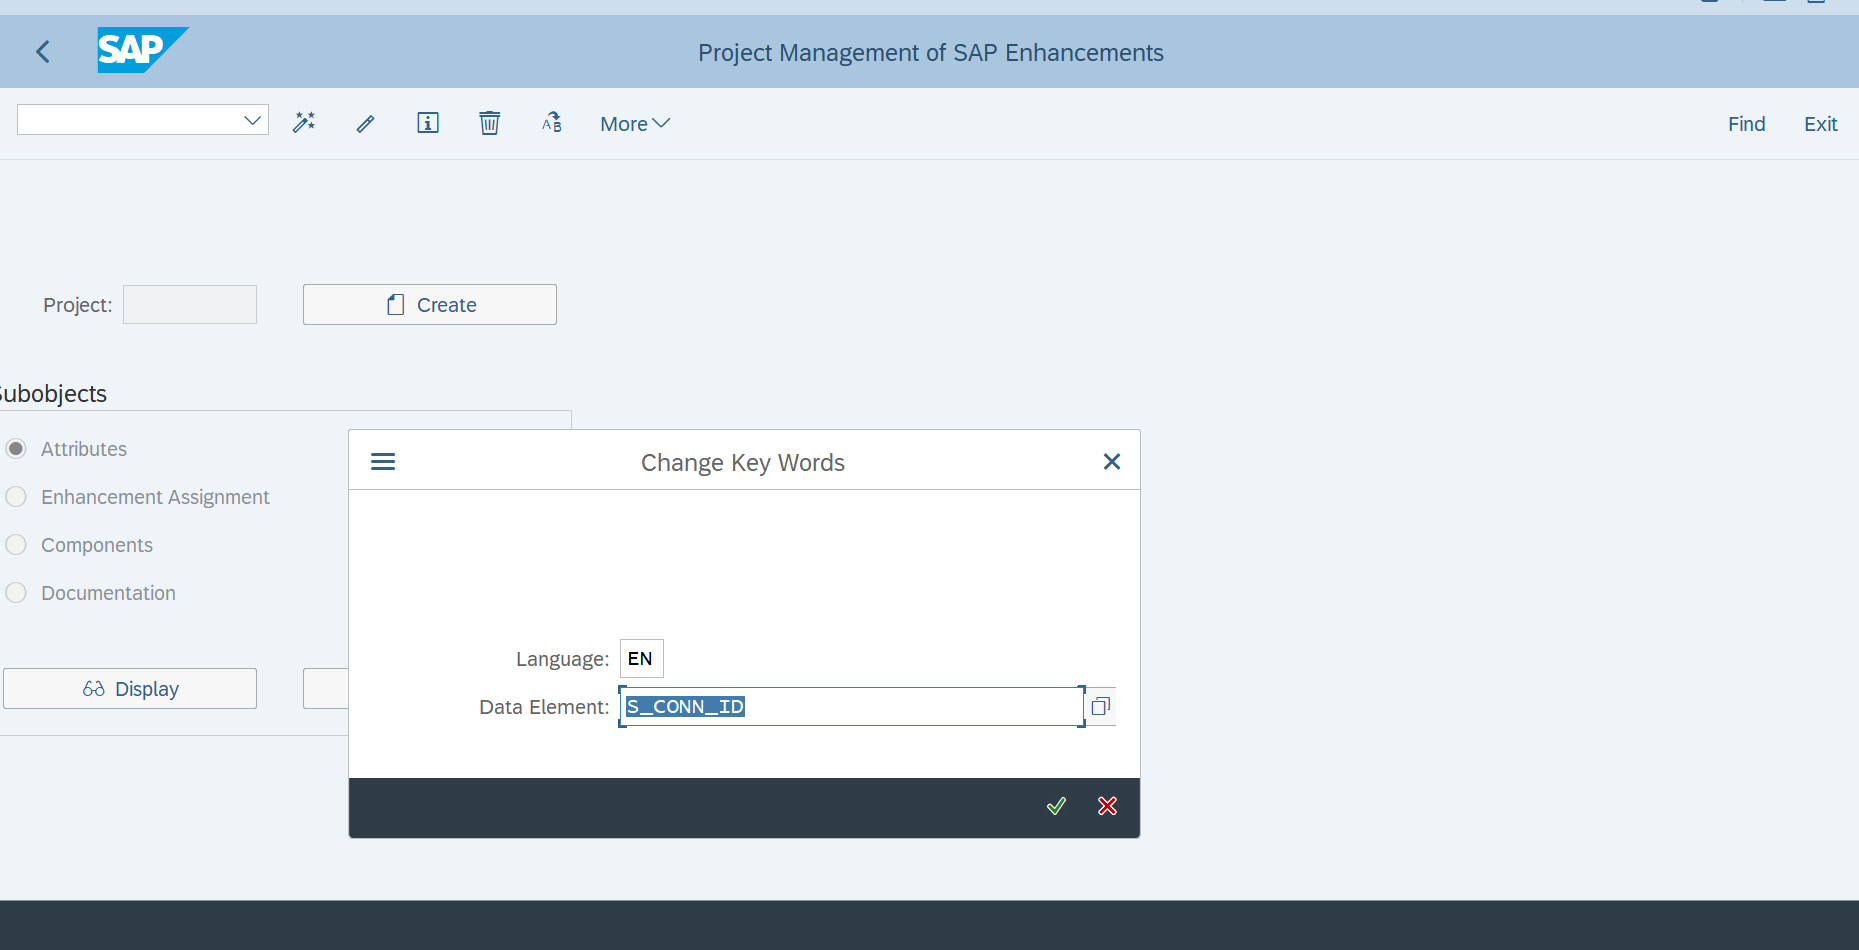 SAP
Project Management of SAP Enhancements
More
Find
Exit
Project:
Create
Subobjects
Attributes
Enhancement Assignment
Components
Documentation
Display
Change Key Words
Language: EN
Data Element: S_CONN_ID